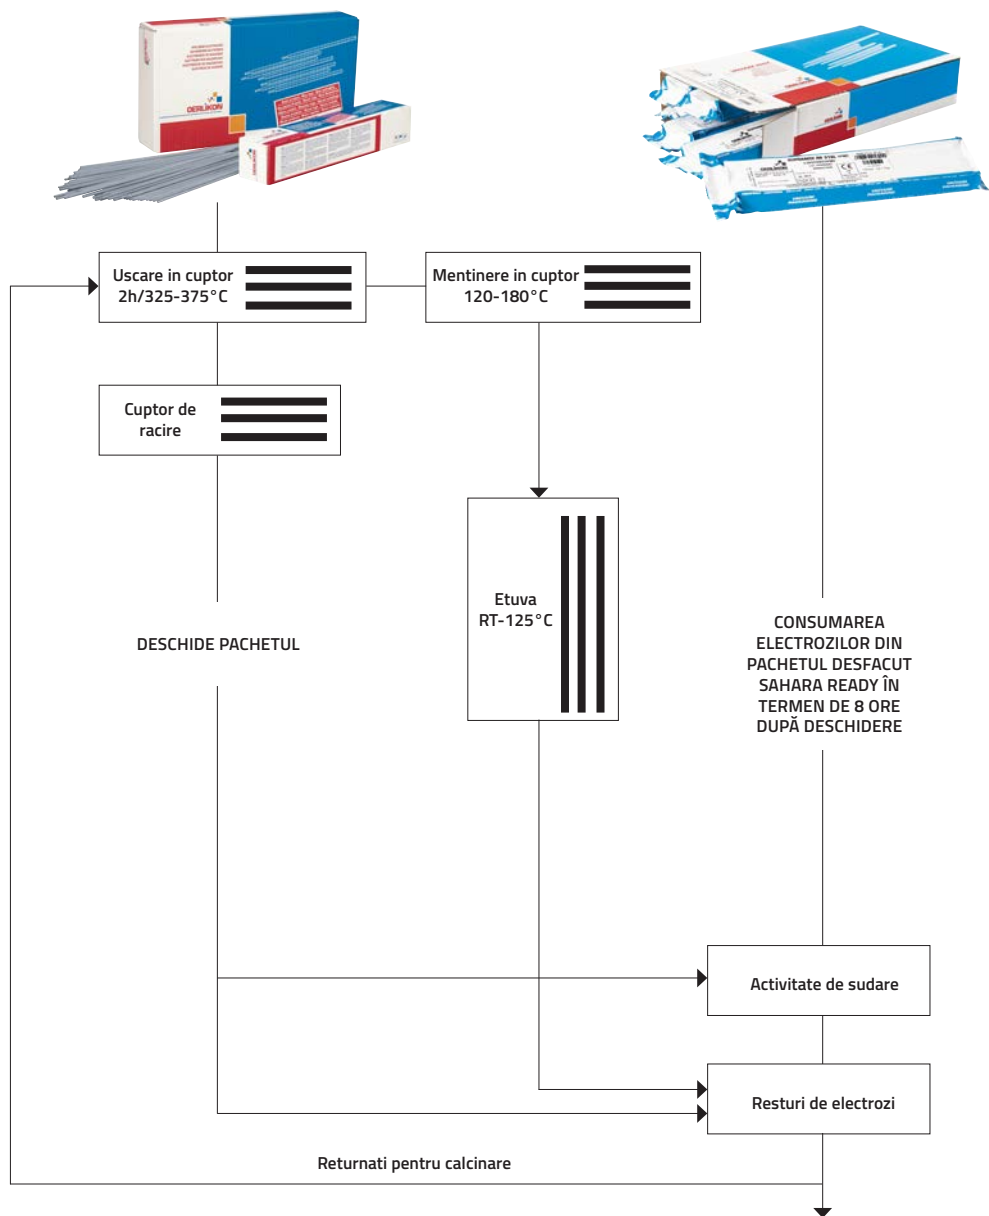 OERLIKON
Uscare in cuptor
2h/325-375°C
Mentinere in cuptor
120-180°C
Cuptor de
racire
Etuva
RT-125°C
DESCHIDE PACHETUL
CONSUMAREA
ELECTROZILOR DIN
PACHETUL DESFACUT
SAHARA READY ÎN
TERMEN DE 8 ORE
DUPĂ DESCHIDERE
Activitate de sudare
Resturi de electrozi
Returnati pentru calcinare